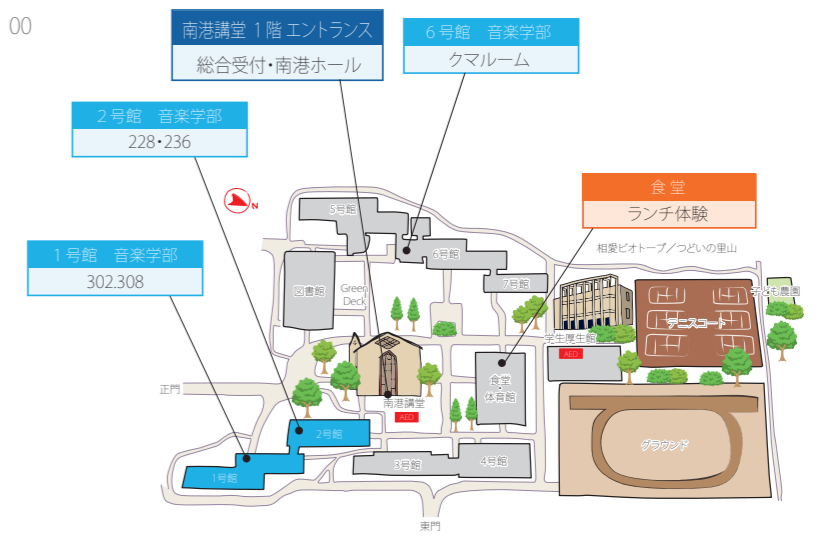 00
南港講堂 1階 エントランス
総合受付・南港ホール
6号館 音楽学部
クマルーム
2号館 音楽学部
228・236
食堂
ランチ体験
1号館 音楽学部
302.308
N
5号館
6号館
相愛ビオトープ／つどいの里山
図書館
Green
Deck
7号館
子ども農園
テニスコート
学生厚生館
AED
正門
食堂
・
体育館
南港講堂
AED
2号館
グラウンド
3号館
4号館
1号館
東門